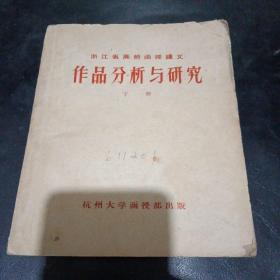 浙江省高校函授讲义
作品分析与研究
下册
杭州大学函授部出版